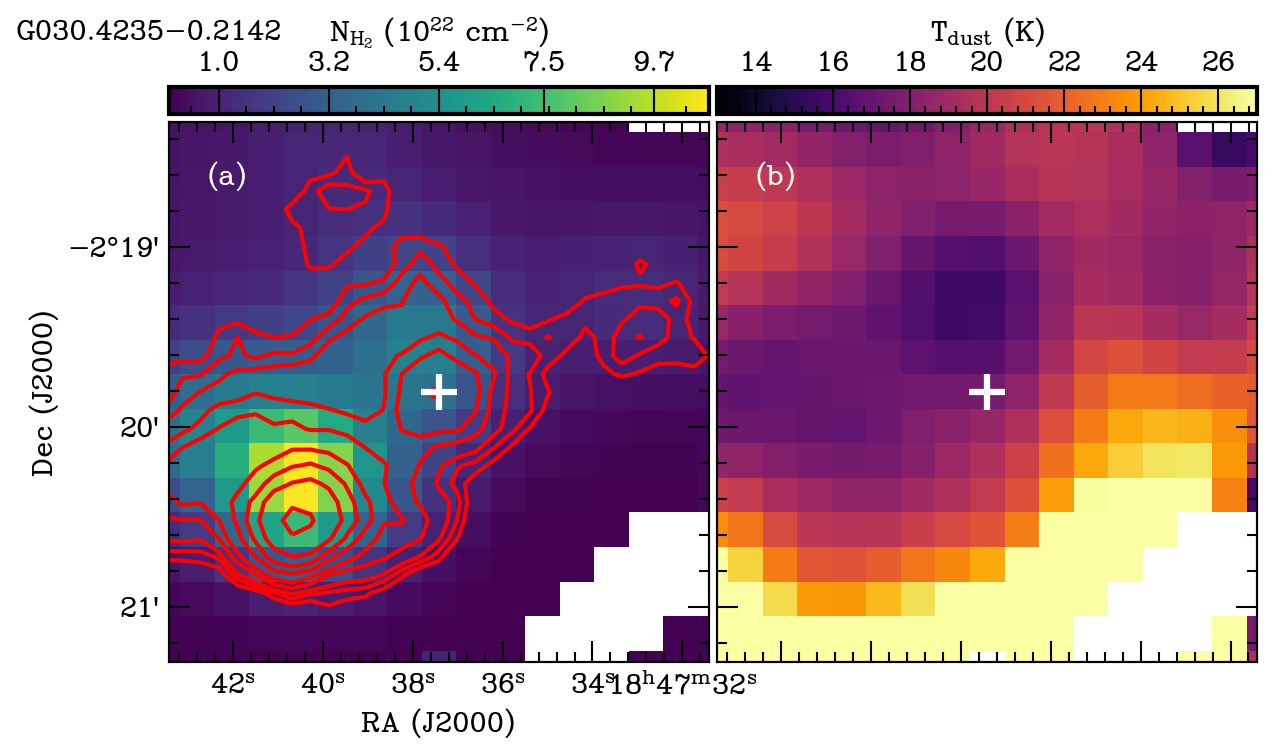 G030.4235−0.2142
N_H₂ (10²² cm⁻²)
T_dust (K)
1.0 3.2 5.4 7.5 9.7
14 16 18 20 22 24 26
(a)
(b)
−2°19'
20'
21'
Dec (J2000)
42ˢ 40ˢ 38ˢ 36ˢ 34ˢ 18ʰ47ᵐ32ˢ
RA (J2000)